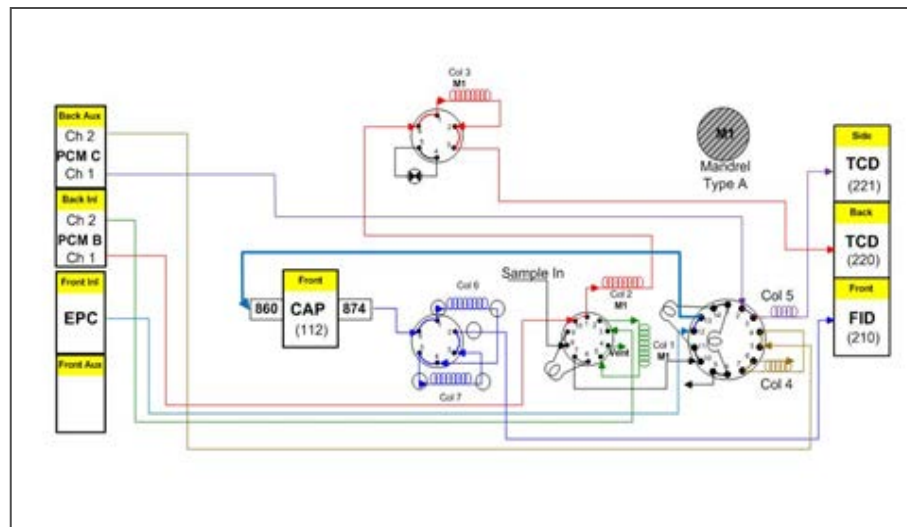 Col 3
M1
M1
Mandrel
Type A
Back Aux
Ch 2
PCM C
Ch 1
Back Inl
Ch 2
PCM B
Ch 1
Front Inl
EPC
Front Aux
Side
TCD
(221)
Back
TCD
(220)
Front
FID
(210)
Sample In
Front
860
CAP
874
(112)
Col 6
Col 7
Col 2
M1
Col 1
M1
Vent
Col 5
Col 4